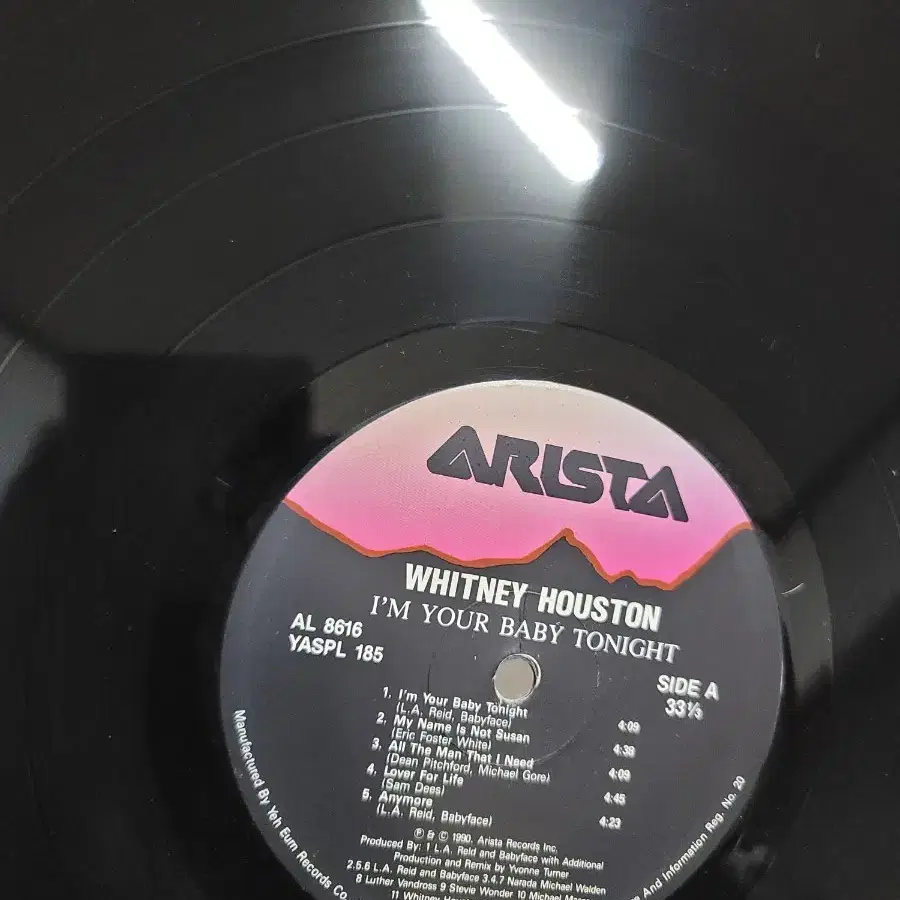 ARISTA
WHITNEY HOUSTON
I'M YOUR BABY TONIGHT
AL 8616
YASPL 185
SIDE A
33⅓
1. I'm Your Baby Tonight 4:09
(L.A. Reid, Babyface)
2. My Name Is Not Susan 4:38
(Eric Foster White)
3. All The Man That I Need 4:09
(Dean Pitchford, Michael Gore)
4. Lover For Life 4:45
(Sam Dees)
5. Anymore 4:23
(L.A. Reid, Babyface)
Ⓟ & © 1990. Arista Records Inc.
Produced By: 1 L.A. Reid and Babyface with Additional
Production and Remix by Yvonne Turner
2.5.6 L.A. Reid and Babyface 3.4.7 Narada Michael Walden
8 Luther Vandross 9 Stevie Wonder 10 Michael
11 Whitney
Manufactured By Yeh Eum Records Co.
And Information Reg. No. 20